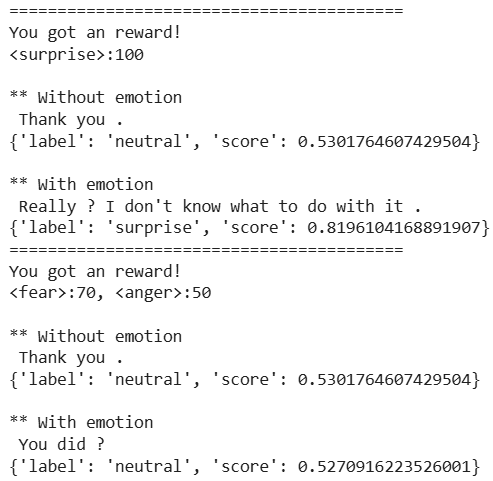 =========================================
You got an reward!
<surprise>:100
** Without emotion
Thank you .
{'label': 'neutral', 'score': 0.5301764607429504}
** With emotion
Really ? I don't know what to do with it .
{'label': 'surprise', 'score': 0.8196104168891907}
=========================================
You got an reward!
<fear>:70, <anger>:50
** Without emotion
Thank you .
{'label': 'neutral', 'score': 0.5301764607429504}
** With emotion
You did ?
{'label': 'neutral', 'score': 0.5270916223526001}